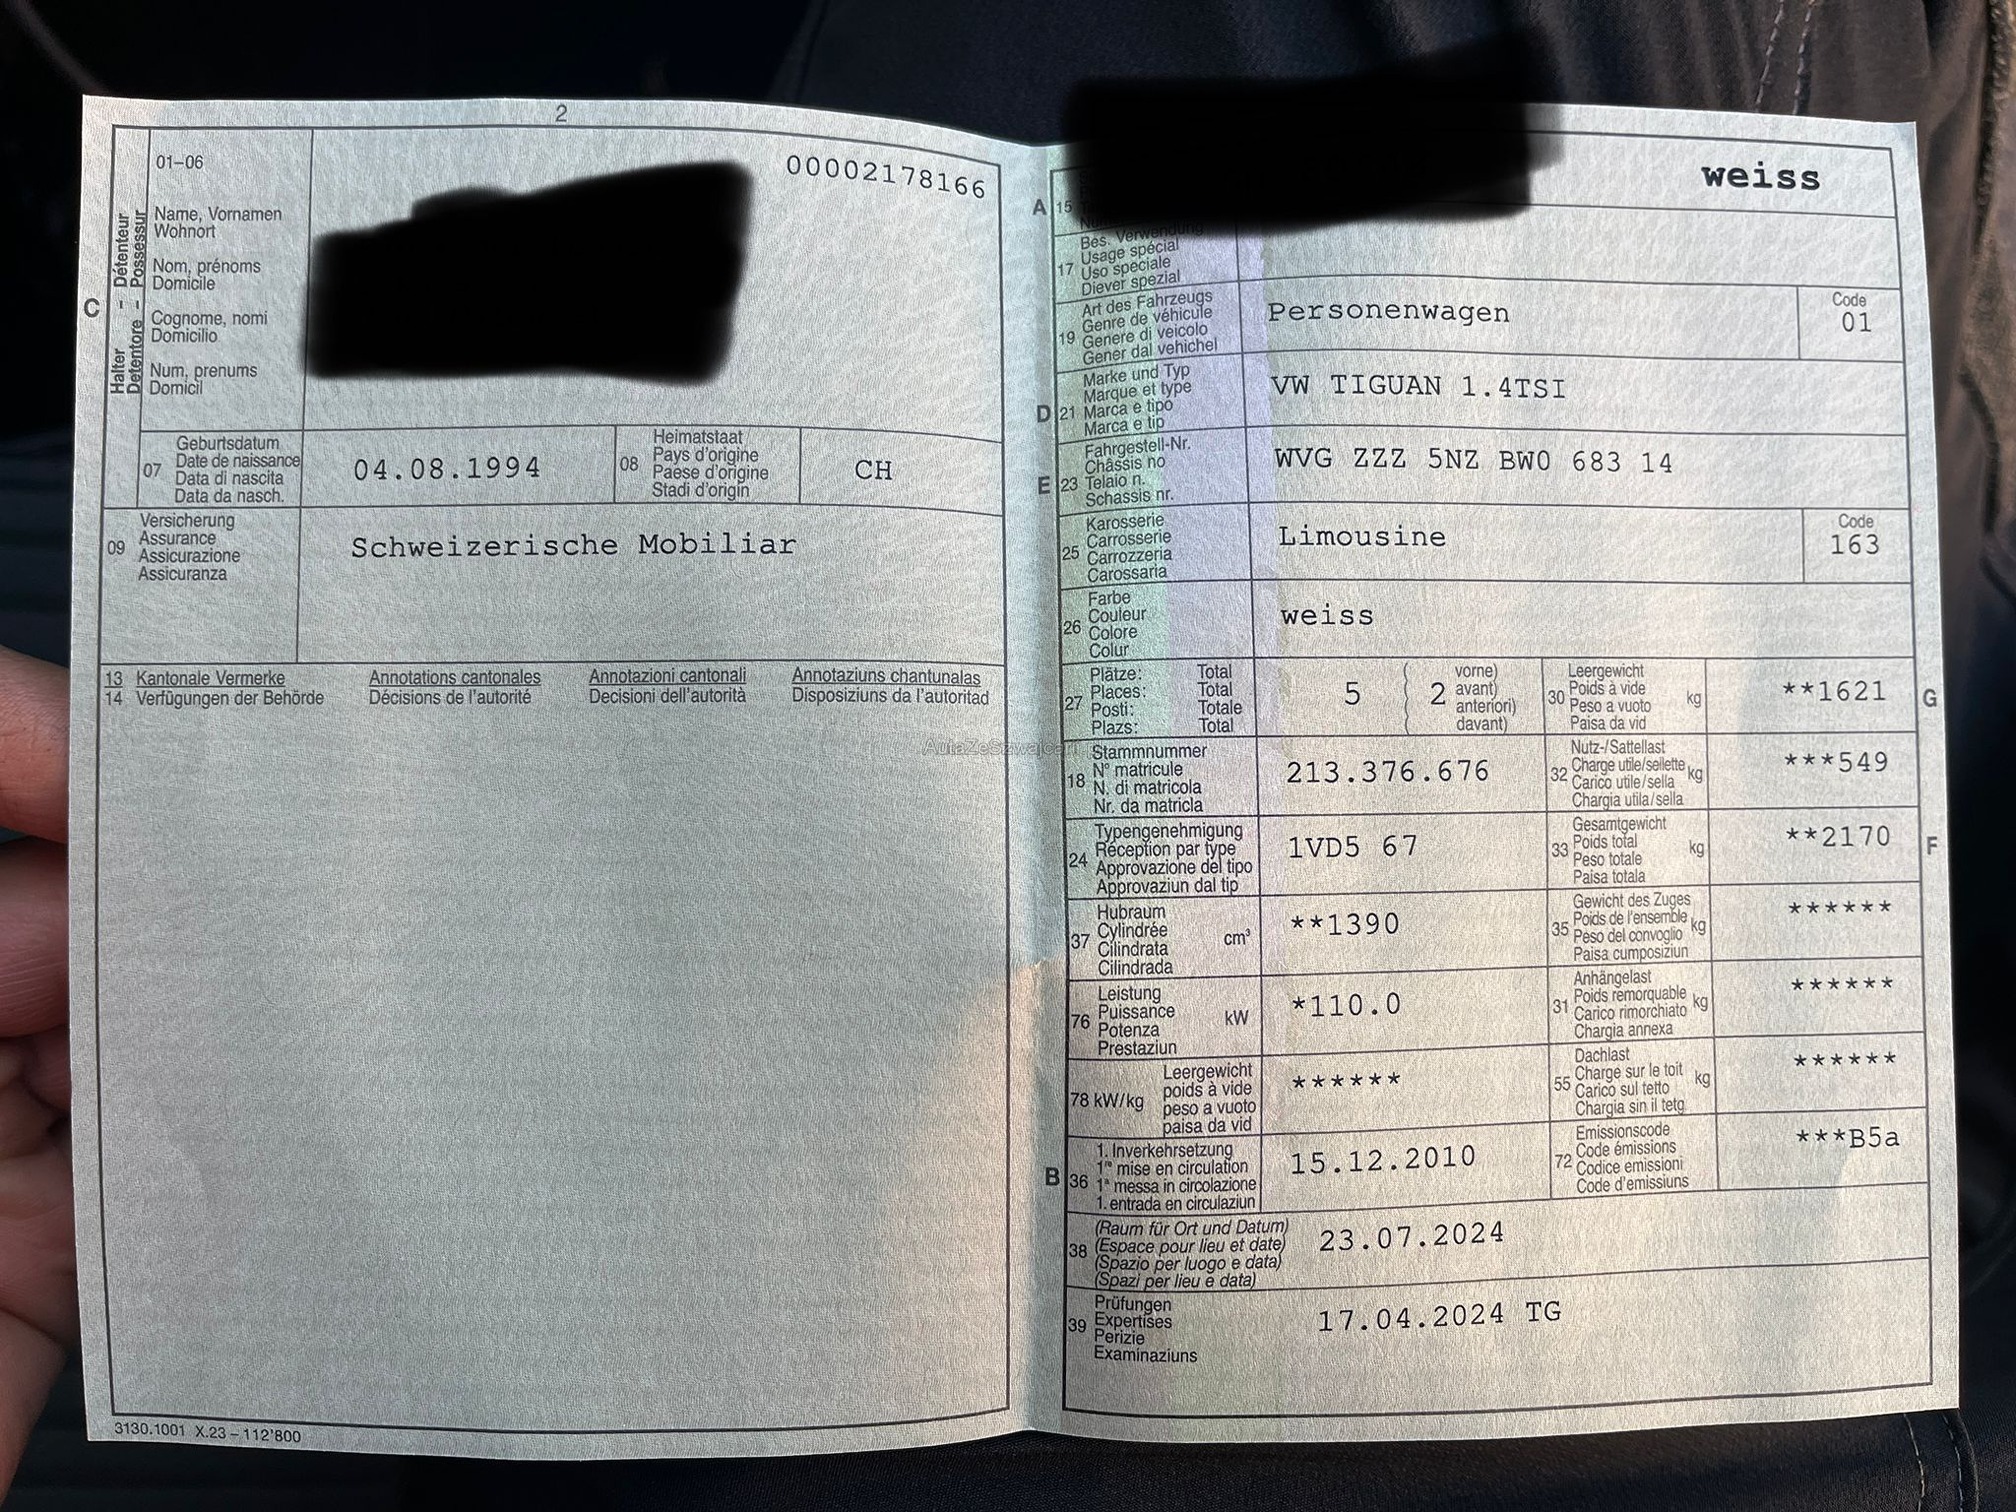 2
01–06
00002178166
Halter – Détenteur
Detentore – Possessur
C
Name, Vornamen
Wohnort
Nom, prénoms
Domicile
Cognome, nomi
Domicilio
Num, prenums
Domicil
07
Geburtsdatum
Date de naissance
Data di nascita
Data da nasch.
04.08.1994
08
Heimatstaat
Pays d'origine
Paese d'origine
Stadi d'origin
CH
09
Versicherung
Assurance
Assicurazione
Assicuranza
Schweizerische Mobiliar
13 Kantonale Vermerke Annotations cantonales Annotazioni cantonali Annotaziuns chantunalas
14 Verfügungen der Behörde Décisions de l'autorité Decisioni dell'autorità Disposiziuns da l'autoritad
3130.1001 X.23 – 112'800
A 15
weiss
17
Bes. Verwendung
Usage spécial
Uso speciale
Diever spezial
19
Art des Fahrzeugs
Genre de véhicule
Genere di veicolo
Gener dal vehichel
Personenwagen
Code
01
D 21
Marke und Typ
Marque et type
Marca e tipo
Marca e tip
VW TIGUAN 1.4TSI
E 23
Fahrgestell-Nr.
Châssis no
Telaio n.
Schassis nr.
WVG ZZZ 5NZ BW0 683 14
25
Karosserie
Carrosserie
Carrozzeria
Carossaria
Limousine
Code
163
26
Farbe
Couleur
Colore
Colur
weiss
27
Plätze: Total
Places: Total
Posti: Totale
Plazs: Total
5
2
vorne)
avant)
anteriori)
davant)
30
Leergewicht
Poids à vide
Peso a vuoto
Paisa da vid
kg
**1621
G
18
Stammnummer
N° matricule
N. di matricola
Nr. da matricla
213.376.676
32
Nutz-/Sattellast
Charge utile/sellette
Carico utile/sella
Chargia utila/sella
kg
***549
24
Typengenehmigung
Réception par type
Approvazione del tipo
Approvaziun dal tip
1VD5 67
33
Gesamtgewicht
Poids total
Peso totale
Paisa totala
kg
**2170
F
37
Hubraum
Cylindrée
Cilindrata
Cilindrada
cm³
**1390
35
Gewicht des Zuges
Poids de l'ensemble
Peso del convoglio
Paisa cumposiziun
kg
******
76
Leistung
Puissance
Potenza
Prestaziun
kW
*110.0
31
Anhängelast
Poids remorquable
Carico rimorchiato
Chargia annexa
kg
******
78 kW/kg
Leergewicht
poids à vide
peso a vuoto
paisa da vid
******
55
Dachlast
Charge sur le toit
Carico sul tetto
Chargia sin il tetg
kg
******
B 36
1. Inverkehrsetzung
1re mise en circulation
1a messa in circolazione
1. entrada en circulaziun
15.12.2010
72
Emissionscode
Code émissions
Codice emissioni
Code d'emissiuns
***B5a
38
(Raum für Ort und Datum)
(Espace pour lieu et date)
(Spazio per luogo e data)
(Spazi per lieu e data)
23.07.2024
39
Prüfungen
Expertises
Perizie
Examinaziuns
17.04.2024 TG